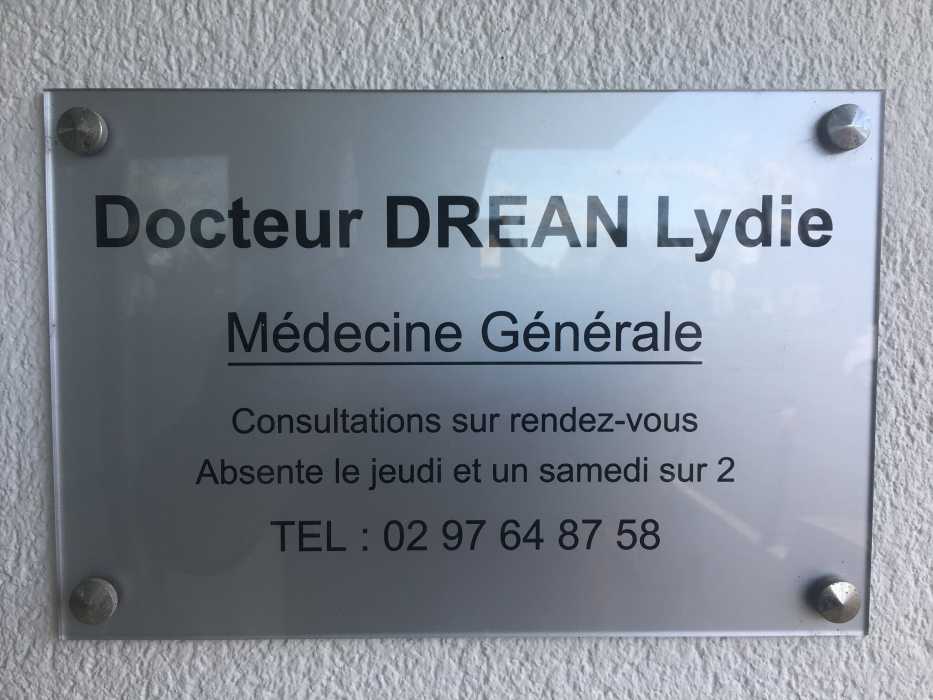 Docteur DREAN Lydie
Médecine Générale
Consultations sur rendez-vous
Absente le jeudi et un samedi sur 2
TEL : 02 97 64 87 58